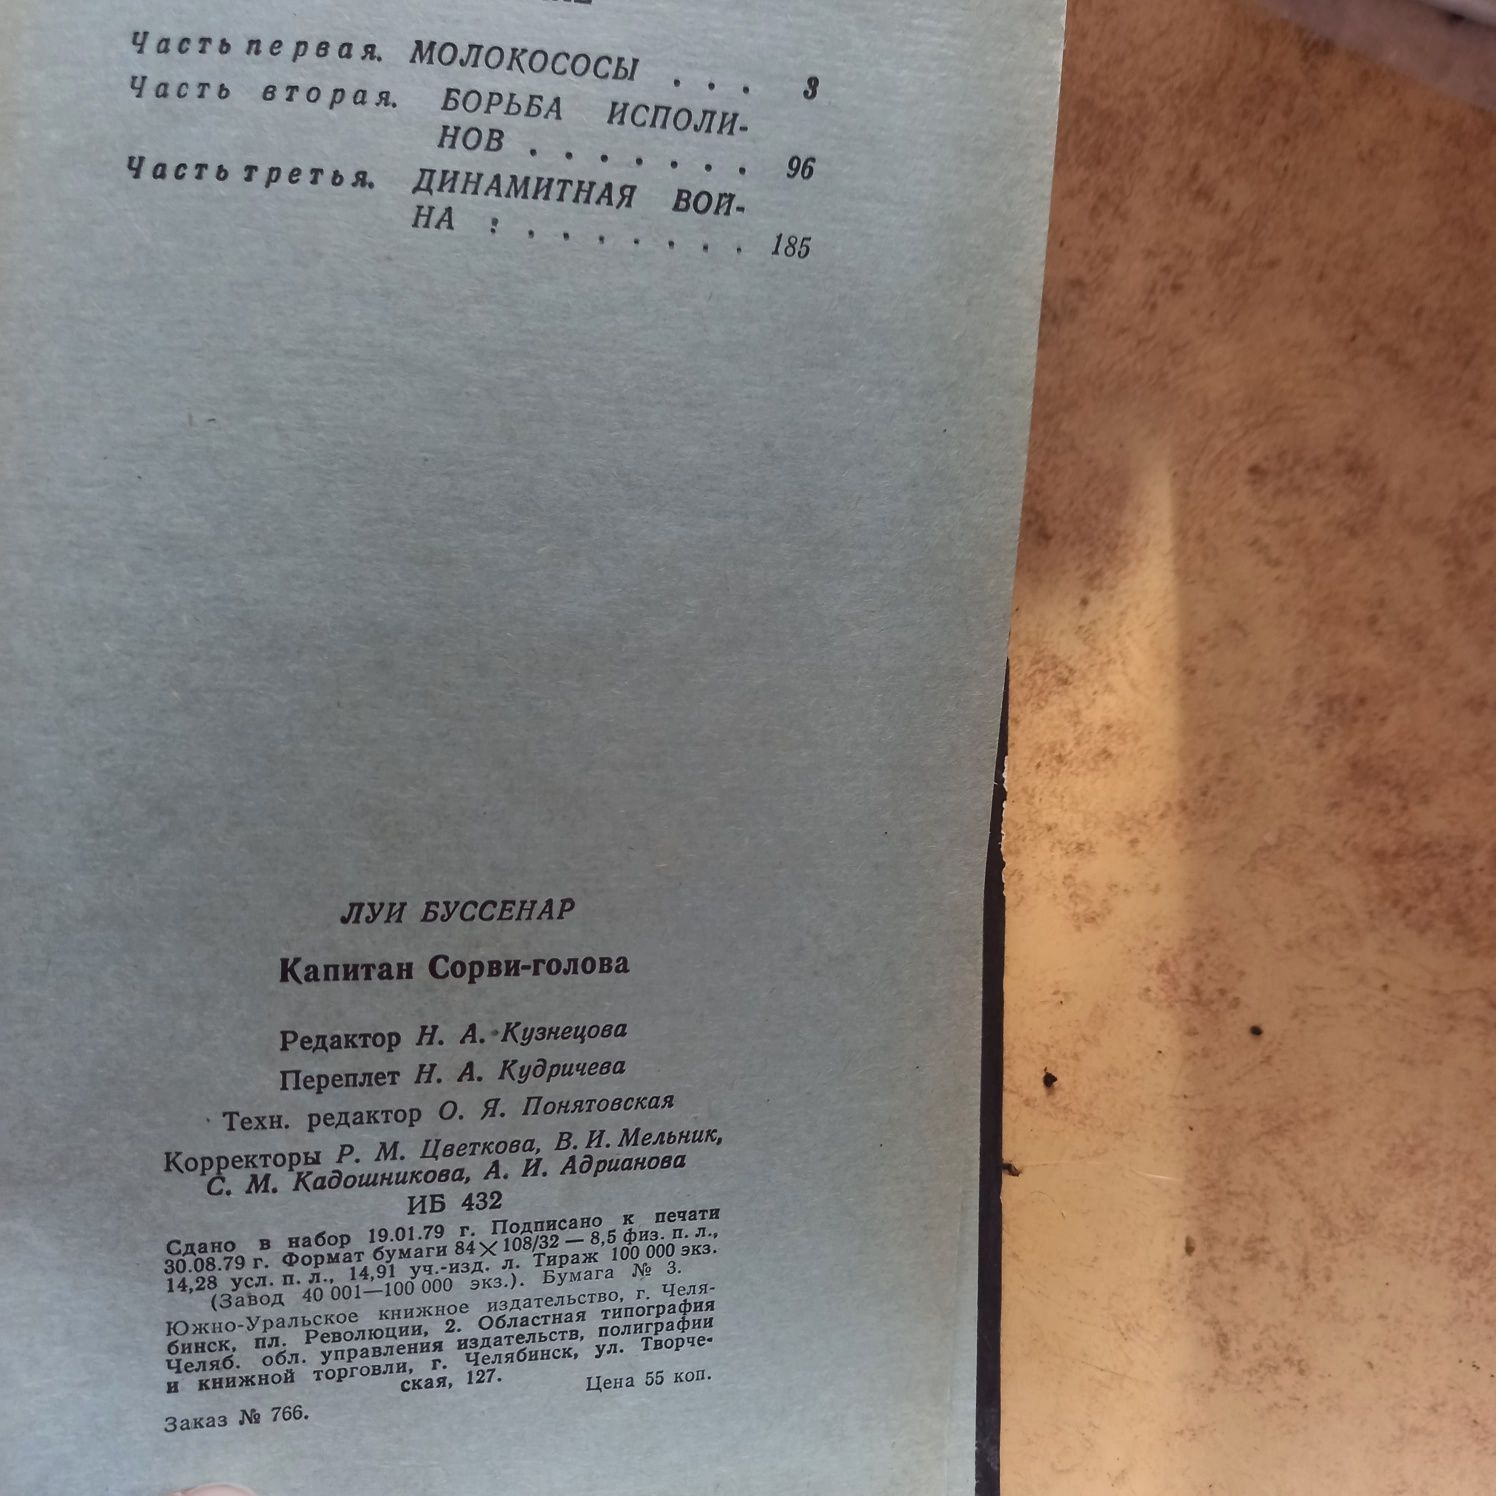 Часть первая. МОЛОКОСОСЫ . . . 3
Часть вторая. БОРЬБА ИСПОЛИ-
НОВ . . . . . . . 96
Часть третья. ДИНАМИТНАЯ ВОЙ-
НА : . . . . . . . 185
ЛУИ БУССЕНАР
Капитан Сорви-голова
Редактор Н. А. Кузнецова
Переплет Н. А. Кудричева
Техн. редактор О. Я. Понятовская
Корректоры Р. М. Цветкова, В. И. Мельник,
С. М. Кадошникова, А. И. Адрианова
ИБ 432
Сдано в набор 19.01.79 г. Подписано к печати
30.08.79 г. Формат бумаги 84×108/32 — 8,5 физ. п. л.,
14,28 усл. п. л., 14,91 уч.-изд. л. Тираж 100 000 экз.
(Завод 40 001—100 000 экз.). Бумага № 3.
Южно-Уральское книжное издательство, г. Челя-
бинск, пл. Революции, 2. Областная типография
Челяб. обл. управления издательств, полиграфии
и книжной торговли, г. Челябинск, ул. Творче-
ская, 127. Цена 55 коп.
Заказ № 766.